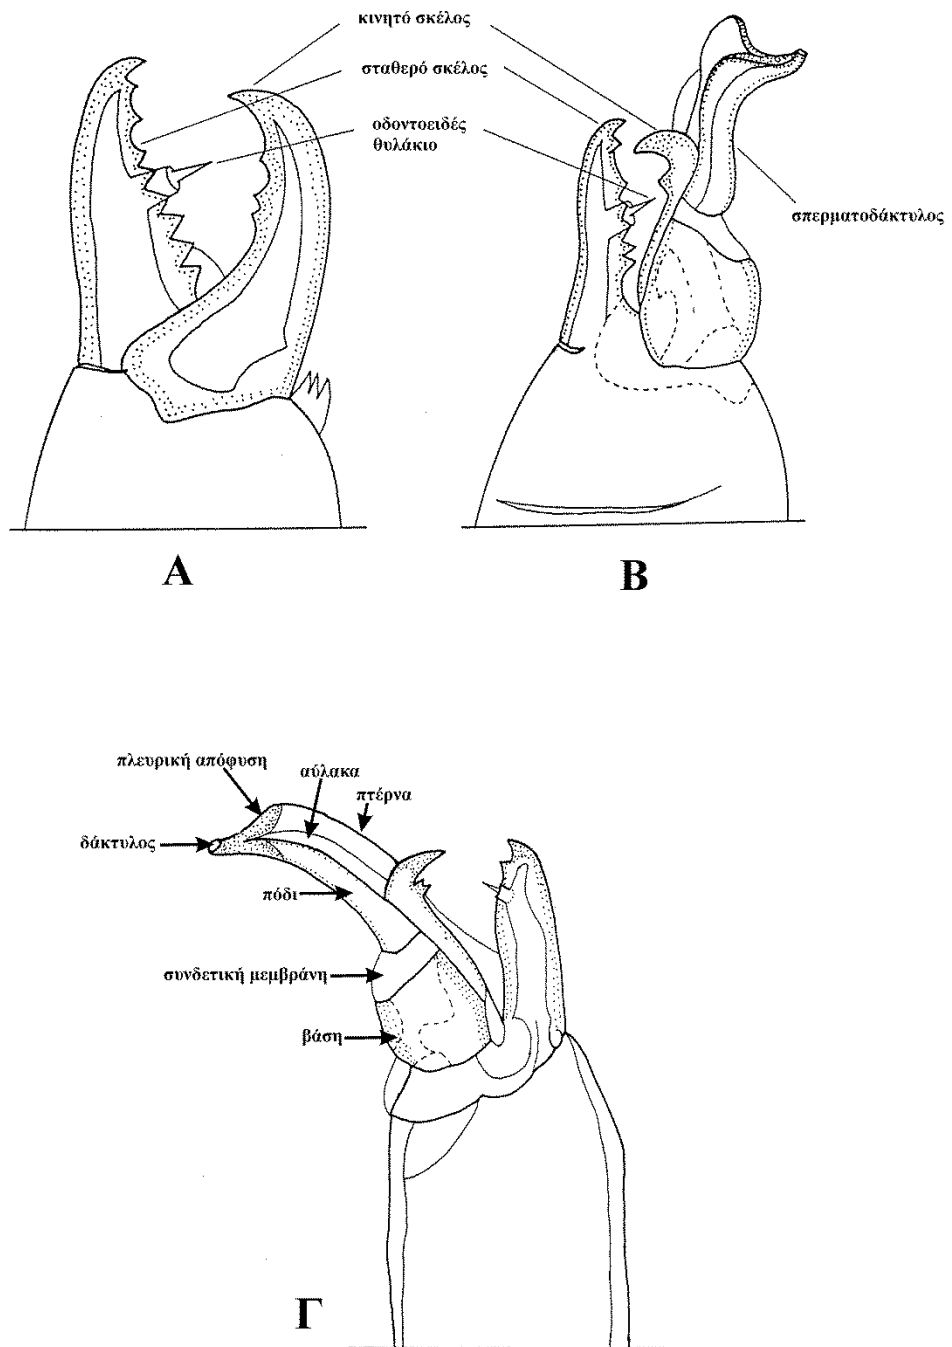 κινητό σκέλος
σταθερό σκέλος
οδοντοειδές
θυλάκιο
σπερματοδάκτυλος
Α
Β
πλευρική απόφυση
αύλακα
πτέρνα
δάκτυλος
πόδι
συνδετική μεμβράνη
βάση
Γ